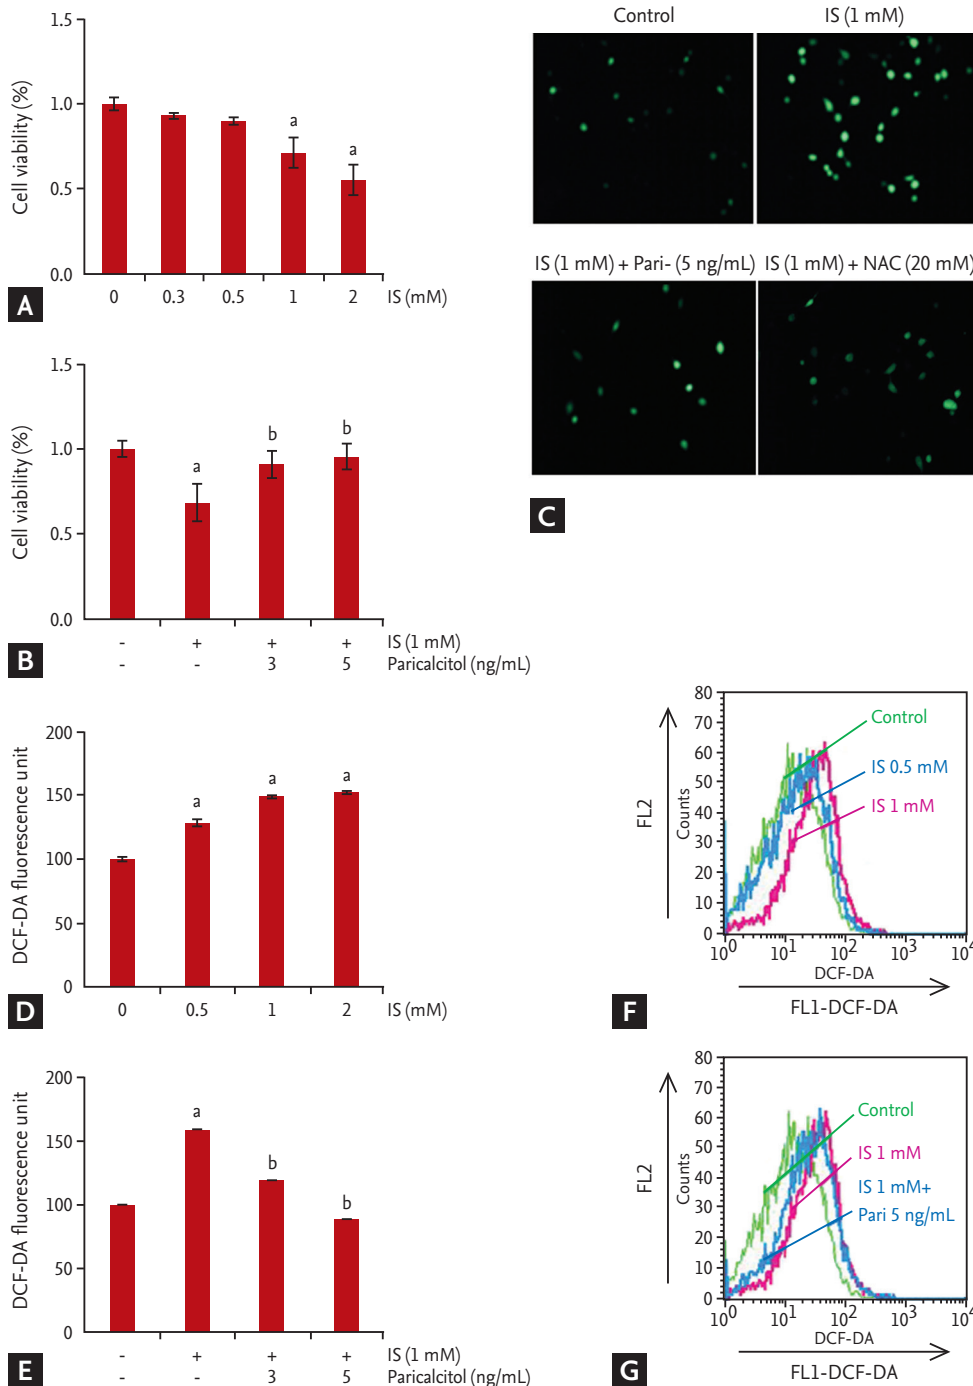 Cell viability (%)
1.5
1.0
0.5
0.0
a
a
0 0.3 0.5 1 2 IS (mM)
A
Cell viability (%)
1.5
1.0
0.5
0.0
a
b
b
- + + + IS (1 mM)
- - 3 5 Paricalcitol (ng/mL)
B
Control
IS (1 mM)
IS (1 mM) + Pari- (5 ng/mL)
IS (1 mM) + NAC (20 mM)
C
DCF-DA fluorescence unit
200
150
100
50
0
a
a
a
0 0.5 1 2 IS (mM)
D
DCF-DA fluorescence unit
200
150
100
50
0
a
b
b
- + + + IS (1 mM)
- - 3 5 Paricalcitol (ng/mL)
E
FL2
Counts
80
70
60
50
40
30
20
10
0
Control
IS 0.5 mM
IS 1 mM
10⁰ 10¹ 10² 10³ 10⁴
DCF-DA
FL1-DCF-DA
F
FL2
Counts
80
70
60
50
40
30
20
10
0
Control
IS 1 mM
IS 1 mM+
Pari 5 ng/mL
10⁰ 10¹ 10² 10³ 10⁴
DCF-DA
FL1-DCF-DA
G